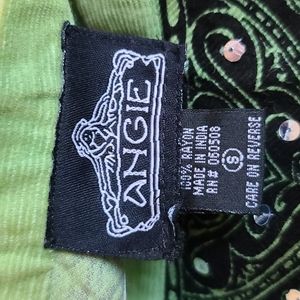 ANGIE
100% RAYON
MADE IN INDIA
RN# 060508
S
CARE ON REVERSE